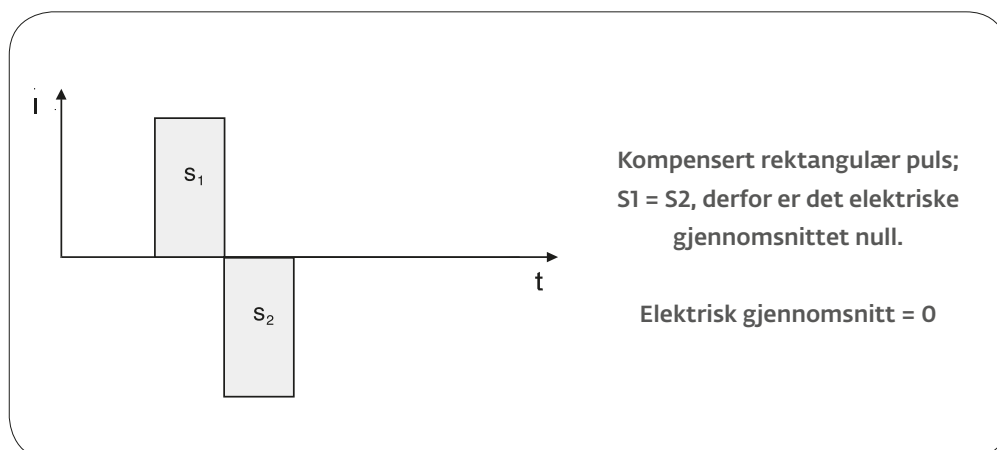 i
S₁
S₂
t
Kompensert rektangulær puls;
S1 = S2, derfor er det elektriske
gjennomsnittet null.
Elektrisk gjennomsnitt = 0